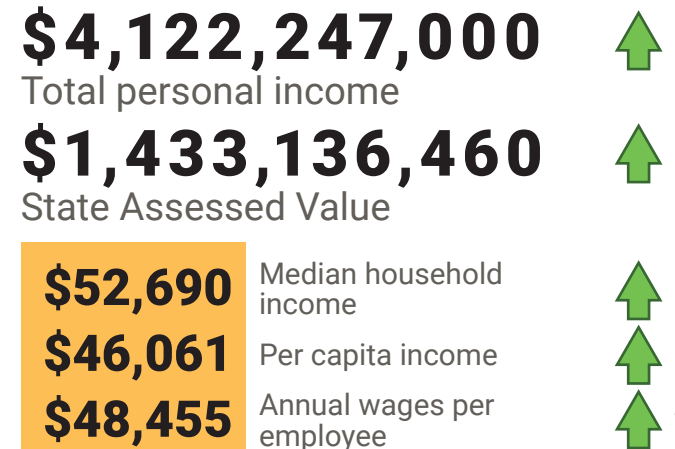 $4,122,247,000
Total personal income
$1,433,136,460
State Assessed Value
$52,690
Median household
income
$46,061
Per capita income
$48,455
Annual wages per
employee